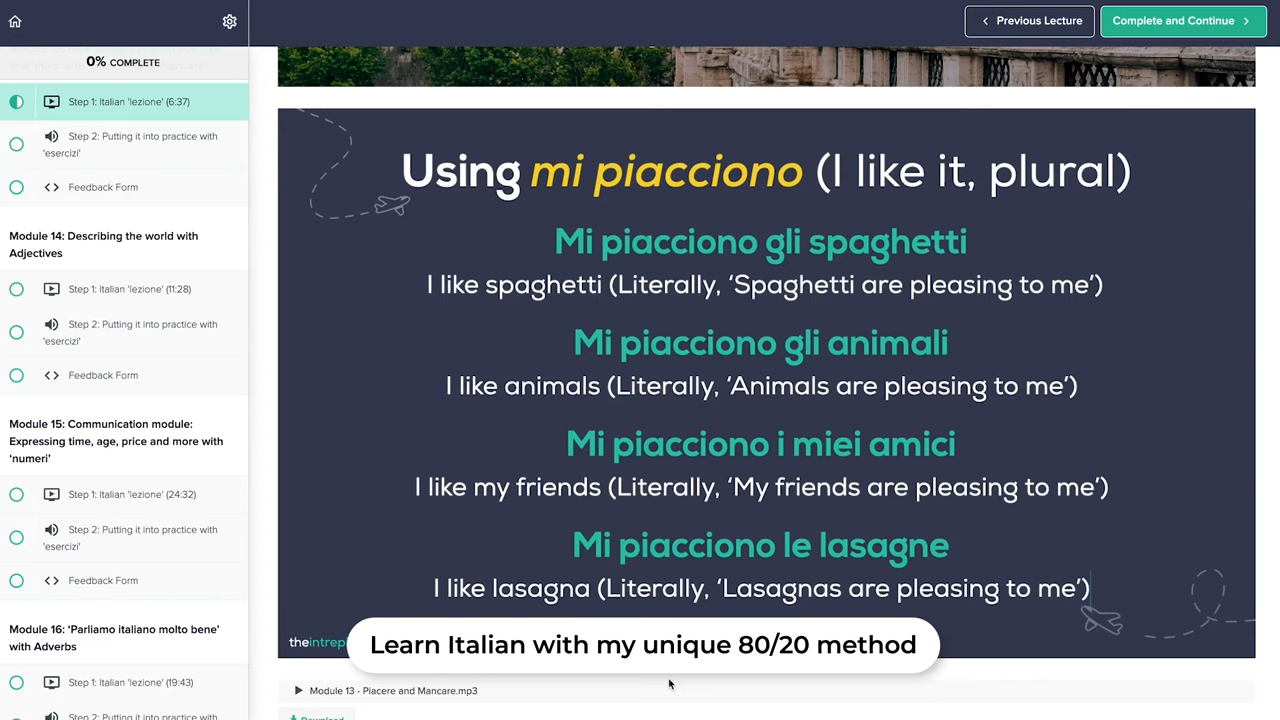 Previous Lecture
Complete and Continue
0% COMPLETE
Step 1: Italian 'lezione' (6:37)
Step 2: Putting it into practice with
'esercizi'
Feedback Form
Module 14: Describing the world with
Adjectives
Step 1: Italian 'lezione' (11:28)
Step 2: Putting it into practice with
'esercizi'
Feedback Form
Module 15: Communication module:
Expressing time, age, price and more with
‘numeri’
Step 1: Italian 'lezione' (24:32)
Step 2: Putting it into practice with
'esercizi'
Feedback Form
Module 16: ‘Parliamo italiano molto bene’
with Adverbs
Step 1: Italian 'lezione' (19:43)
Step 2: Putting it into practice with
Using mi piacciono (I like it, plural)
Mi piacciono gli spaghetti
I like spaghetti (Literally, ‘Spaghetti are pleasing to me’)
Mi piacciono gli animali
I like animals (Literally, ‘Animals are pleasing to me’)
Mi piacciono i miei amici
I like my friends (Literally, ‘My friends are pleasing to me’)
Mi piacciono le lasagne
I like lasagna (Literally, ‘Lasagnas are pleasing to me’)
Learn Italian with my unique 80/20 method
Module 13 - Piacere and Mancare.mp3
Download